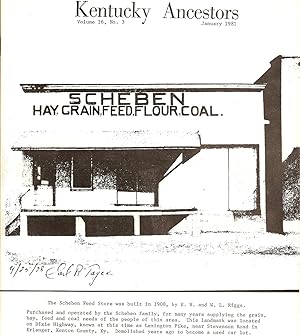 Kentucky Ancestors
Volume 16, No. 3
January 1981
SCHEBEN
HAY, GRAIN, FEED, FLOUR, COAL.
The Scheben Feed Store was built in 1908, by E. H. and W. L. Riggs.
Purchased and operated by the Scheben family, for many years supplying the grain,
hay, feed and coal needs of the people of this area. This landmark was located
on Dixie Highway, known at this time as Lexington Pike, near Stevenson Road in
Erlanger, Kenton County, Ky. Demolished years ago to become a used car lot.